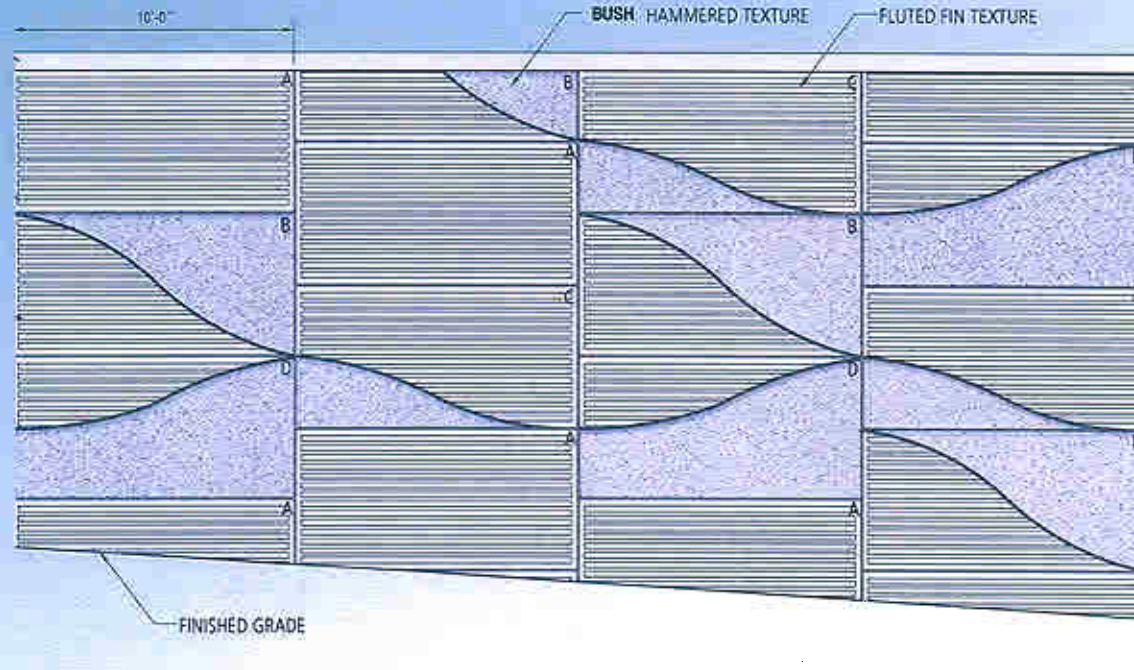 10'-0"
BUSH HAMMERED TEXTURE
FLUTED FIN TEXTURE
A
B
C
A
B
B
C
D
D
A
A
A
FINISHED GRADE